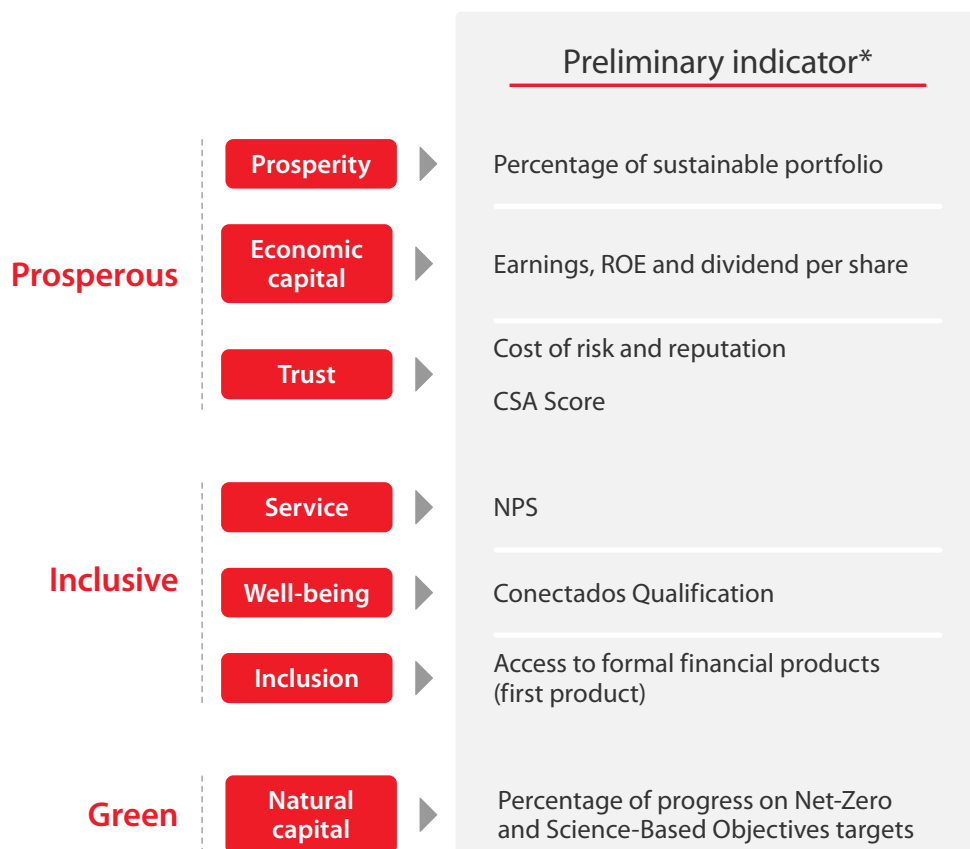 Preliminary indicator*
Prosperous
Prosperity
Percentage of sustainable portfolio
Economic
capital
Earnings, ROE and dividend per share
Trust
Cost of risk and reputation
CSA Score
Inclusive
Service
NPS
Well-being
Conectados Qualification
Inclusion
Access to formal financial products
(first product)
Green
Natural
capital
Percentage of progress on Net-Zero
and Science-Based Objectives targets